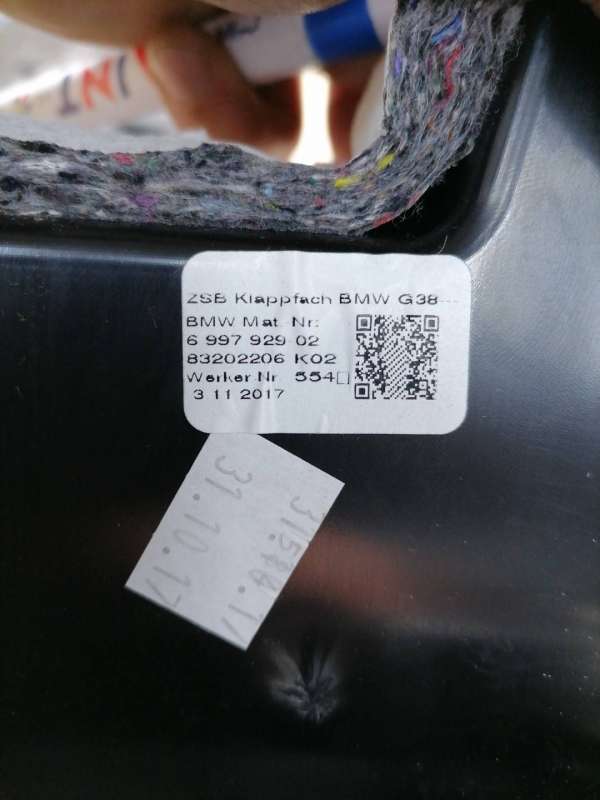 INT
ZSB Klappfach BMW G38---
BMW Mat.-Nr:
6 997 929-02
83202206 K02
Werker Nr. 554
3 11 2017
31.10.17